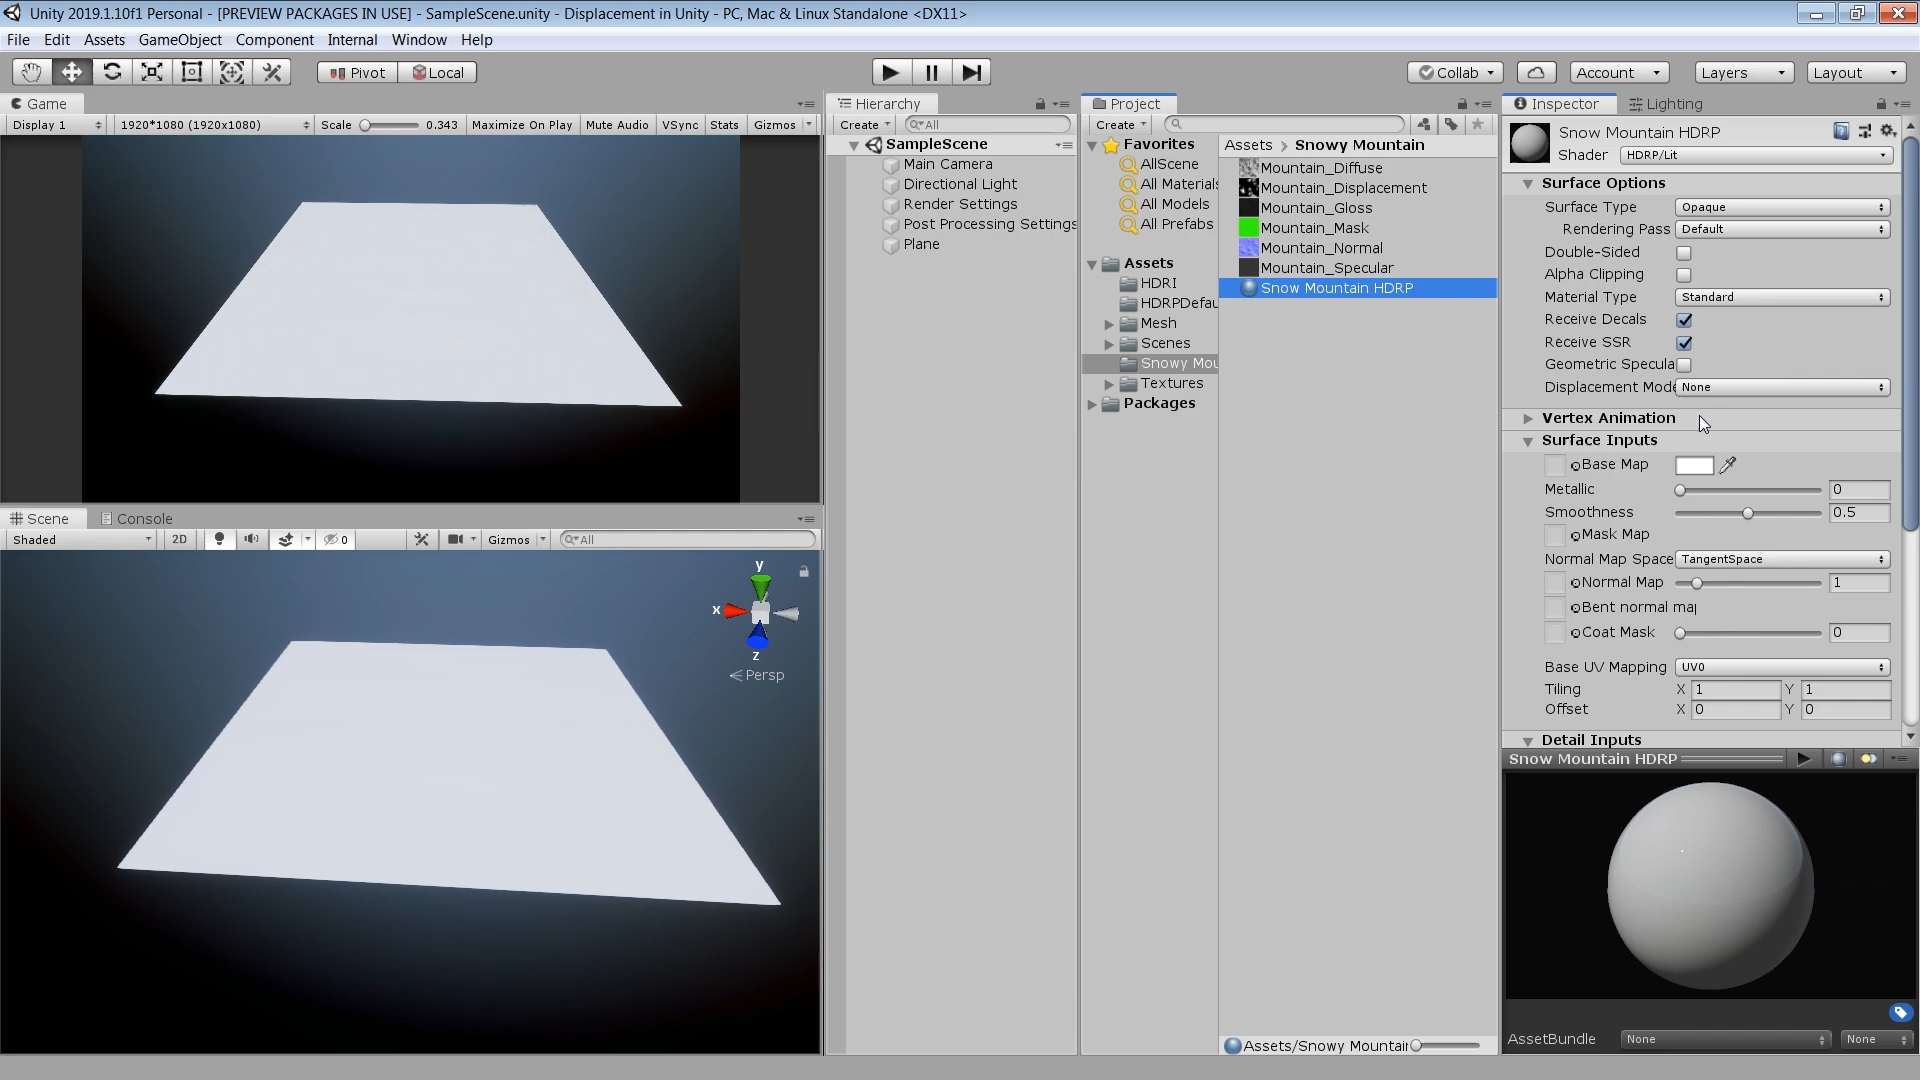 Unity 2019.1.10f1 Personal - [PREVIEW PACKAGES IN USE] - SampleScene.unity - Displacement in Unity - PC, Mac & Linux Standalone <DX11>
File Edit Assets GameObject Component Internal Window Help
Pivot Local Collab Account Layers Layout
Game
Display 1 1920*1080 (1920x1080) Scale 0.343 Maximize On Play Mute Audio VSync Stats Gizmos
Scene Console
Shaded 2D 0 Gizmos All
y
x
z
Persp
Hierarchy
Create All
SampleScene
Main Camera
Directional Light
Render Settings
Post Processing Settings
Plane
Project
Create
Favorites
AllScene
All Materials
All Models
All Prefabs
Assets
HDRI
HDRPDefau
Mesh
Scenes
Snowy Mou
Textures
Packages
Assets > Snowy Mountain
Mountain_Diffuse
Mountain_Displacement
Mountain_Gloss
Mountain_Mask
Mountain_Normal
Mountain_Specular
Snow Mountain HDRP
Assets/Snowy Mountain
Inspector Lighting
Snow Mountain HDRP
Shader HDRP/Lit
Surface Options
Surface Type Opaque
Rendering Pass Default
Double-Sided
Alpha Clipping
Material Type Standard
Receive Decals
Receive SSR
Geometric Specula
Displacement Mode None
Vertex Animation
Surface Inputs
Base Map
Metallic 0
Smoothness 0.5
Mask Map
Normal Map Space TangentSpace
Normal Map 1
Bent normal map
Coat Mask 0
Base UV Mapping UV0
Tiling X 1 Y 1
Offset X 0 Y 0
Detail Inputs
Snow Mountain HDRP
AssetBundle None None